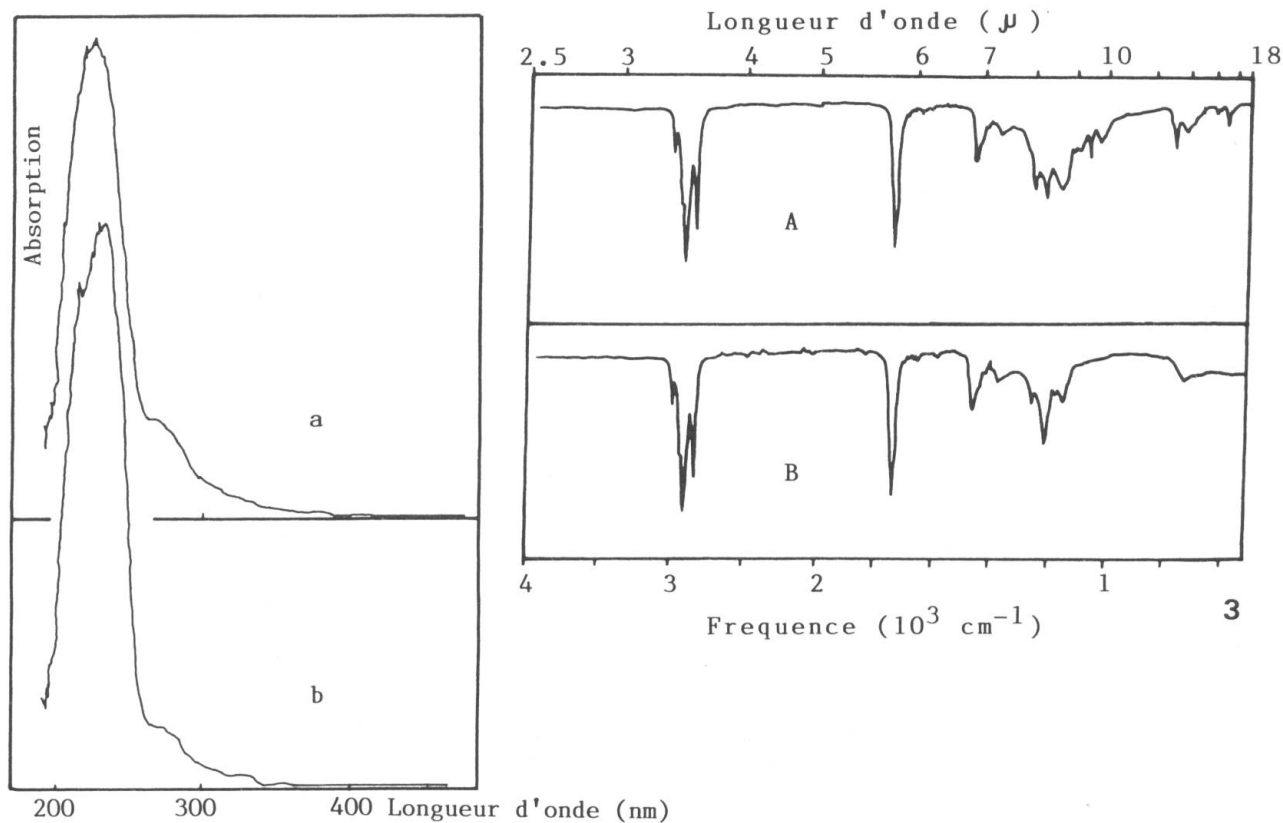 Absorption
a
b
200 300 400 Longueur d'onde (nm)
Longueur d'onde (µ)
2.5 3 4 5 6 7 10 18
A
B
4 3 2 1
3
Frequence (10³ cm⁻¹)